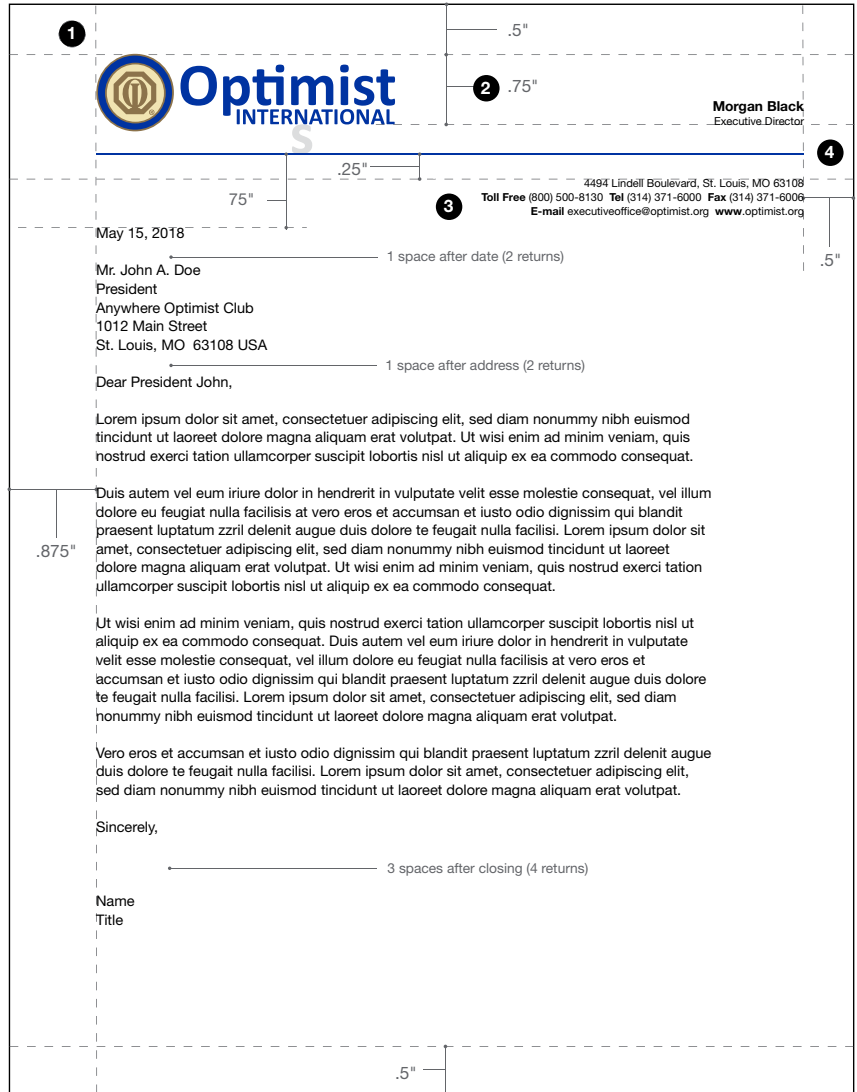 1
.5"
Optimist
INTERNATIONAL
S
2
.75"
Morgan Black
Executive Director
4
.25"
75"
3
4494 Lindell Boulevard, St. Louis, MO 63108
Toll Free (800) 500-8130 Tel (314) 371-6000 Fax (314) 371-6006
E-mail executiveoffice@optimist.org www.optimist.org
.5"
May 15, 2018
1 space after date (2 returns)
Mr. John A. Doe
President
Anywhere Optimist Club
1012 Main Street
St. Louis, MO 63108 USA
1 space after address (2 returns)
Dear President John,
Lorem ipsum dolor sit amet, consectetuer adipiscing elit, sed diam nonummy nibh euismod
tincidunt ut laoreet dolore magna aliquam erat volutpat. Ut wisi enim ad minim veniam, quis
nostrud exerci tation ullamcorper suscipit lobortis nisl ut aliquip ex ea commodo consequat.
Duis autem vel eum iriure dolor in hendrerit in vulputate velit esse molestie consequat, vel illum
dolore eu feugiat nulla facilisis at vero eros et accumsan et iusto odio dignissim qui blandit
praesent luptatum zzril delenit augue duis dolore te feugait nulla facilisi. Lorem ipsum dolor sit
amet, consectetuer adipiscing elit, sed diam nonummy nibh euismod tincidunt ut laoreet
dolore magna aliquam erat volutpat. Ut wisi enim ad minim veniam, quis nostrud exerci tation
ullamcorper suscipit lobortis nisl ut aliquip ex ea commodo consequat.
.875"
Ut wisi enim ad minim veniam, quis nostrud exerci tation ullamcorper suscipit lobortis nisl ut
aliquip ex ea commodo consequat. Duis autem vel eum iriure dolor in hendrerit in vulputate
velit esse molestie consequat, vel illum dolore eu feugiat nulla facilisis at vero eros et
accumsan et iusto odio dignissim qui blandit praesent luptatum zzril delenit augue duis dolore
te feugait nulla facilisi. Lorem ipsum dolor sit amet, consectetuer adipiscing elit, sed diam
nonummy nibh euismod tincidunt ut laoreet dolore magna aliquam erat volutpat.
Vero eros et accumsan et iusto odio dignissim qui blandit praesent luptatum zzril delenit augue
duis dolore te feugait nulla facilisi. Lorem ipsum dolor sit amet, consectetuer adipiscing elit,
sed diam nonummy nibh euismod tincidunt ut laoreet dolore magna aliquam erat volutpat.
Sincerely,
3 spaces after closing (4 returns)
Name
Title
.5"